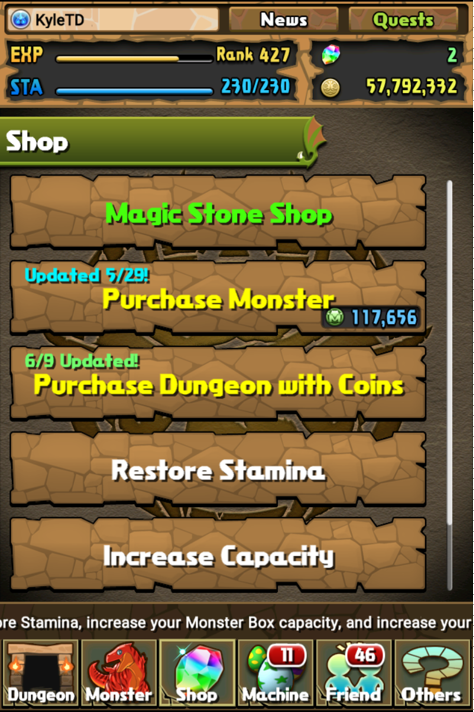 KyleTD
News
Quests
EXP
Rank 427
2
STA
230/230
57,792,332
Shop
Magic Stone Shop
Updated 5/29!
Purchase Monster
117,656
6/9 Updated!
Purchase Dungeon with Coins
Restore Stamina
Increase Capacity
ore Stamina, increase your Monster Box capacity, and increase your
Dungeon
Monster
Shop
11
Machine
46
Friend
Others